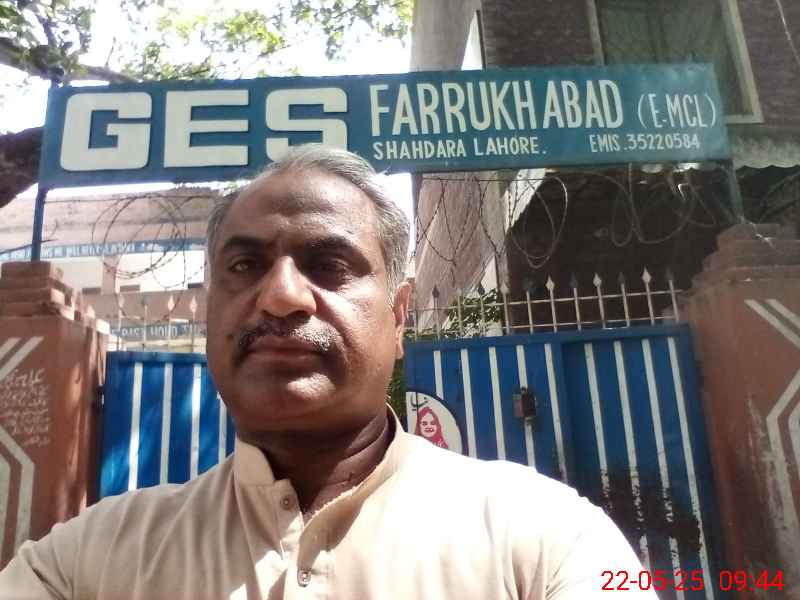 GES
FARRUKHABAD (E-MCL)
SHAHDARA LAHORE. EMIS.35220584
22-05-25 09:44